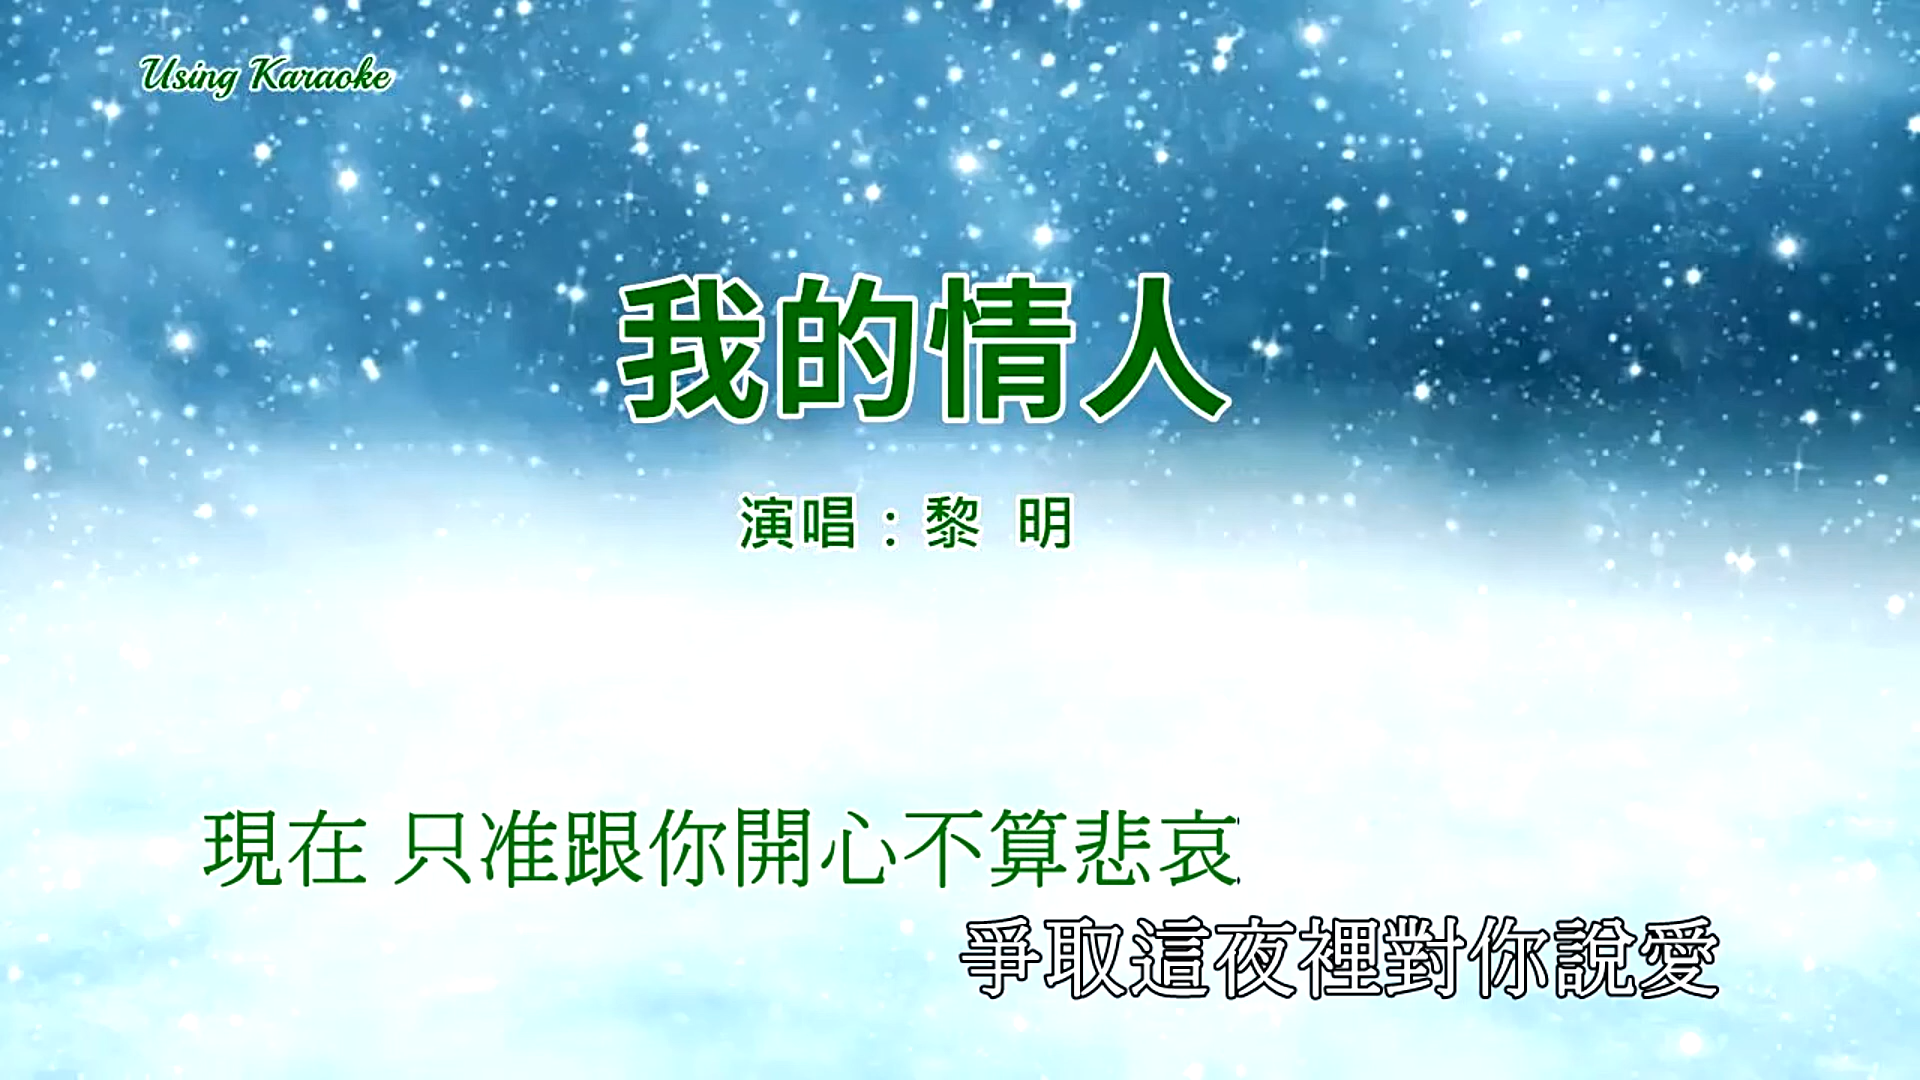 Using Karaoke
我的情人
演唱：黎 明
現在 只准跟你開心不算悲哀
爭取這夜裡對你說愛